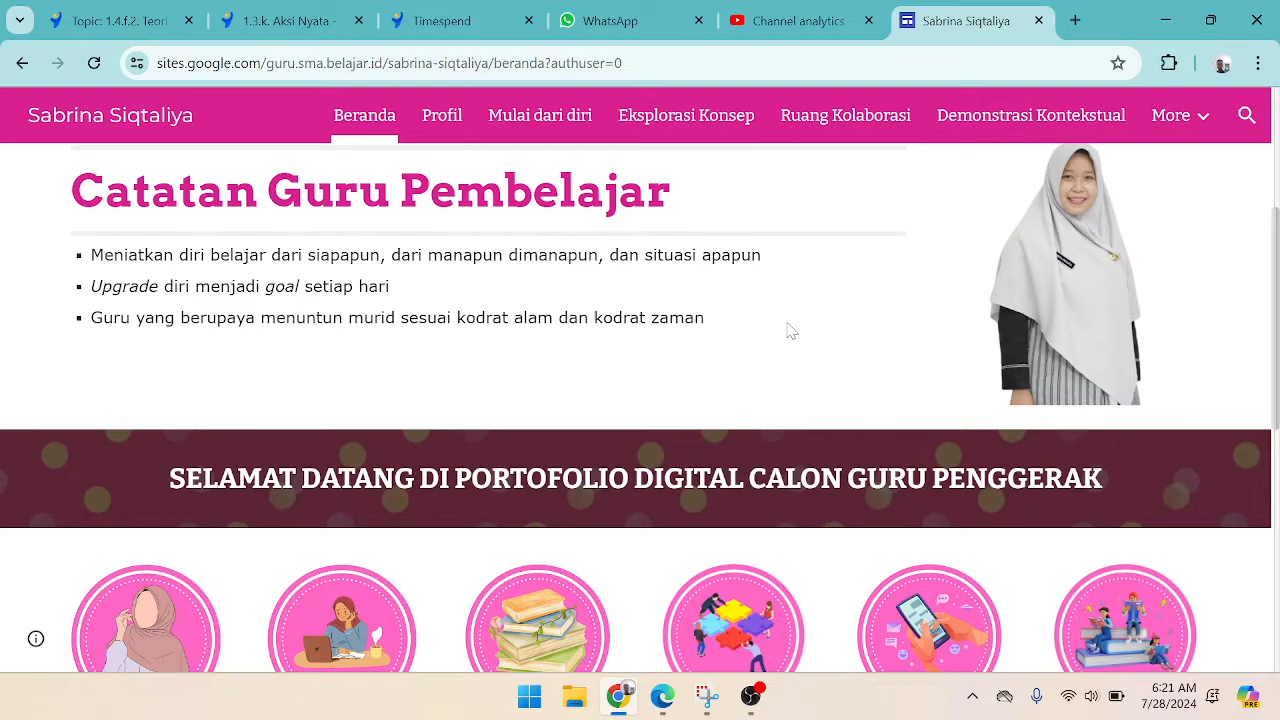 Topic: 1.4.f2. Teori
1.3.k. Aksi Nyata -
Timespend
WhatsApp
Channel analytics
Sabrina Siqtaliya
sites.google.com/guru.sma.belajar.id/sabrina-siqtaliya/beranda?authuser=0
Sabrina Siqtaliya
Beranda
Profil
Mulai dari diri
Eksplorasi Konsep
Ruang Kolaborasi
Demonstrasi Kontekstual
More
Catatan Guru Pembelajar
Meniatkan diri belajar dari siapapun, dari manapun dimanapun, dan situasi apapun
Upgrade diri menjadi goal setiap hari
Guru yang berupaya menuntun murid sesuai kodrat alam dan kodrat zaman
SELAMAT DATANG DI PORTOFOLIO DIGITAL CALON GURU PENGGERAK
6:21 AM
7/28/2024
PRE